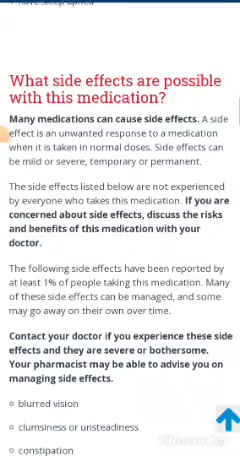 What side effects are possible
with this medication?
Many medications can cause side effects. A side
effect is an unwanted response to a medication
when it is taken in normal doses. Side effects can
be mild or severe, temporary or permanent.
The side effects listed below are not experienced
by everyone who takes this medication. If you are
concerned about side effects, discuss the risks
and benefits of this medication with your
doctor.
The following side effects have been reported by
at least 1% of people taking this medication. Many
of these side effects can be managed, and some
may go away on their own over time.
Contact your doctor if you experience these side
effects and they are severe or bothersome.
Your pharmacist may be able to advise you on
managing side effects.
blurred vision
clumsiness or unsteadiness
constipation